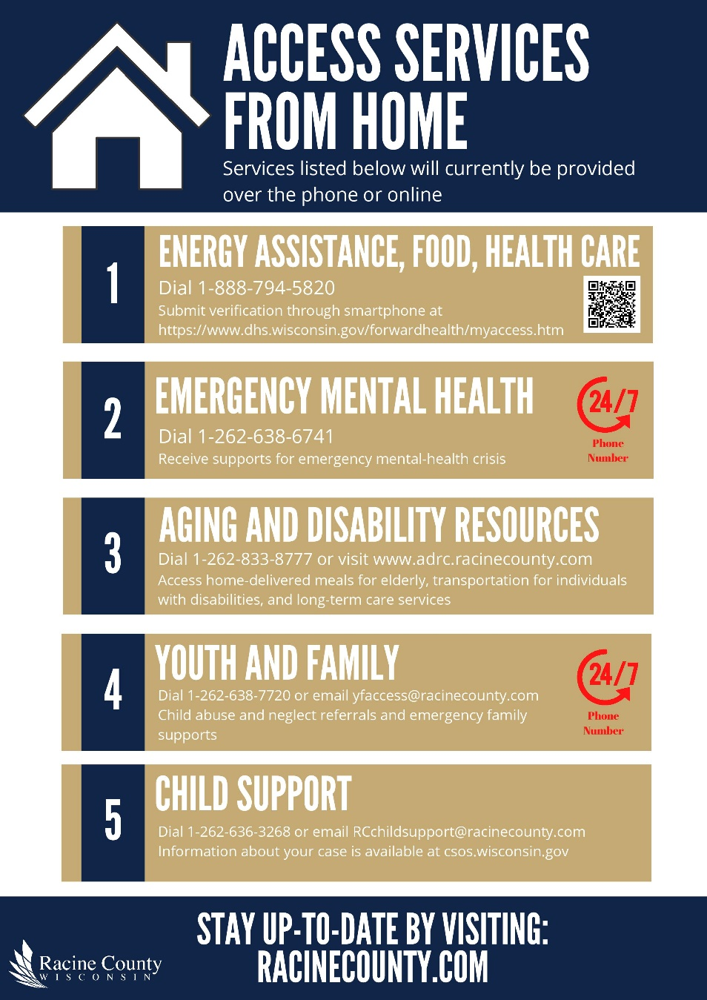 ACCESS SERVICES
FROM HOME
Services listed below will currently be provided
over the phone or online
1
ENERGY ASSISTANCE, FOOD, HEALTH CARE
Dial 1-888-794-5820
Submit verification through smartphone at
https://www.dhs.wisconsin.gov/forwardhealth/myaccess.htm
2
EMERGENCY MENTAL HEALTH
Dial 1-262-638-6741
Receive supports for emergency mental-health crisis
24/7
Phone
Number
3
AGING AND DISABILITY RESOURCES
Dial 1-262-833-8777 or visit www.adrc.racinecounty.com
Access home-delivered meals for elderly, transportation for individuals
with disabilities, and long-term care services
4
YOUTH AND FAMILY
Dial 1-262-638-7720 or email yfaccess@racinecounty.com
Child abuse and neglect referrals and emergency family
supports
24/7
Phone
Number
5
CHILD SUPPORT
Dial 1-262-636-3268 or email RCchildsupport@racinecounty.com
Information about your case is available at csos.wisconsin.gov
STAY UP-TO-DATE BY VISITING:
RACINECOUNTY.COM
Racine County
WISCONSIN